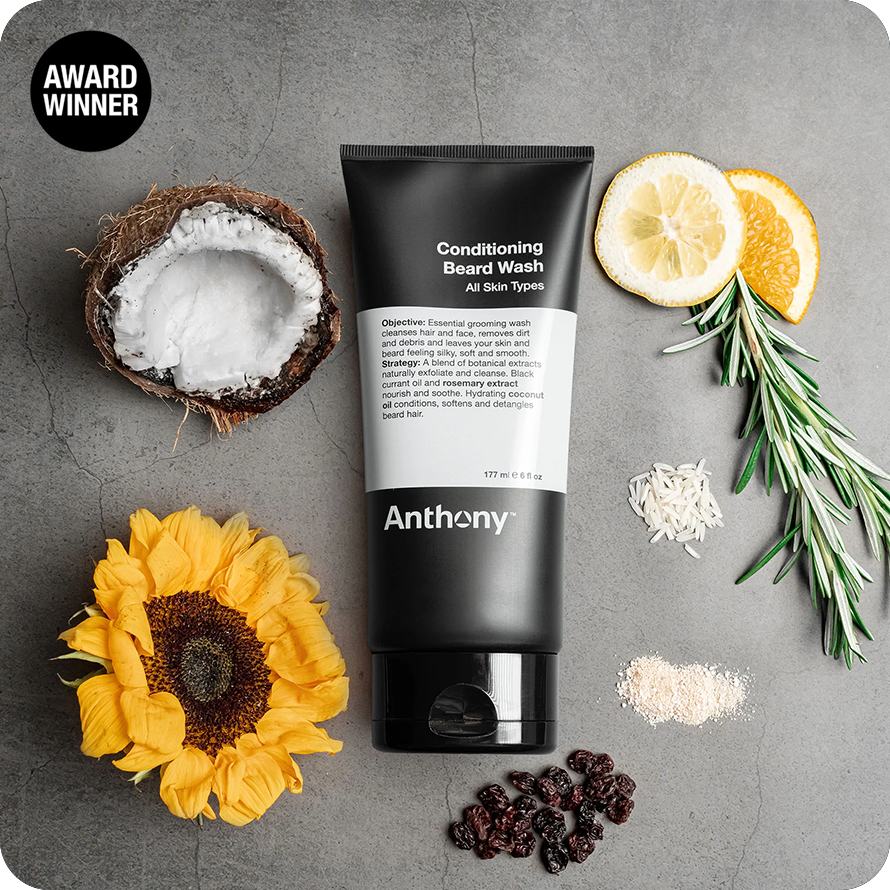 AWARD
WINNER
Conditioning
Beard Wash
All Skin Types
Objective: Essential grooming wash
cleanses hair and face, removes dirt
and debris and leaves your skin and
beard feeling silky, soft and smooth.
Strategy: A blend of botanical extracts
naturally exfoliate and cleanse. Black
currant oil and rosemary extract
nourish and soothe. Hydrating coconut
oil conditions, softens and detangles
beard hair.
177 ml ℮ 6 fl oz
Anthony™